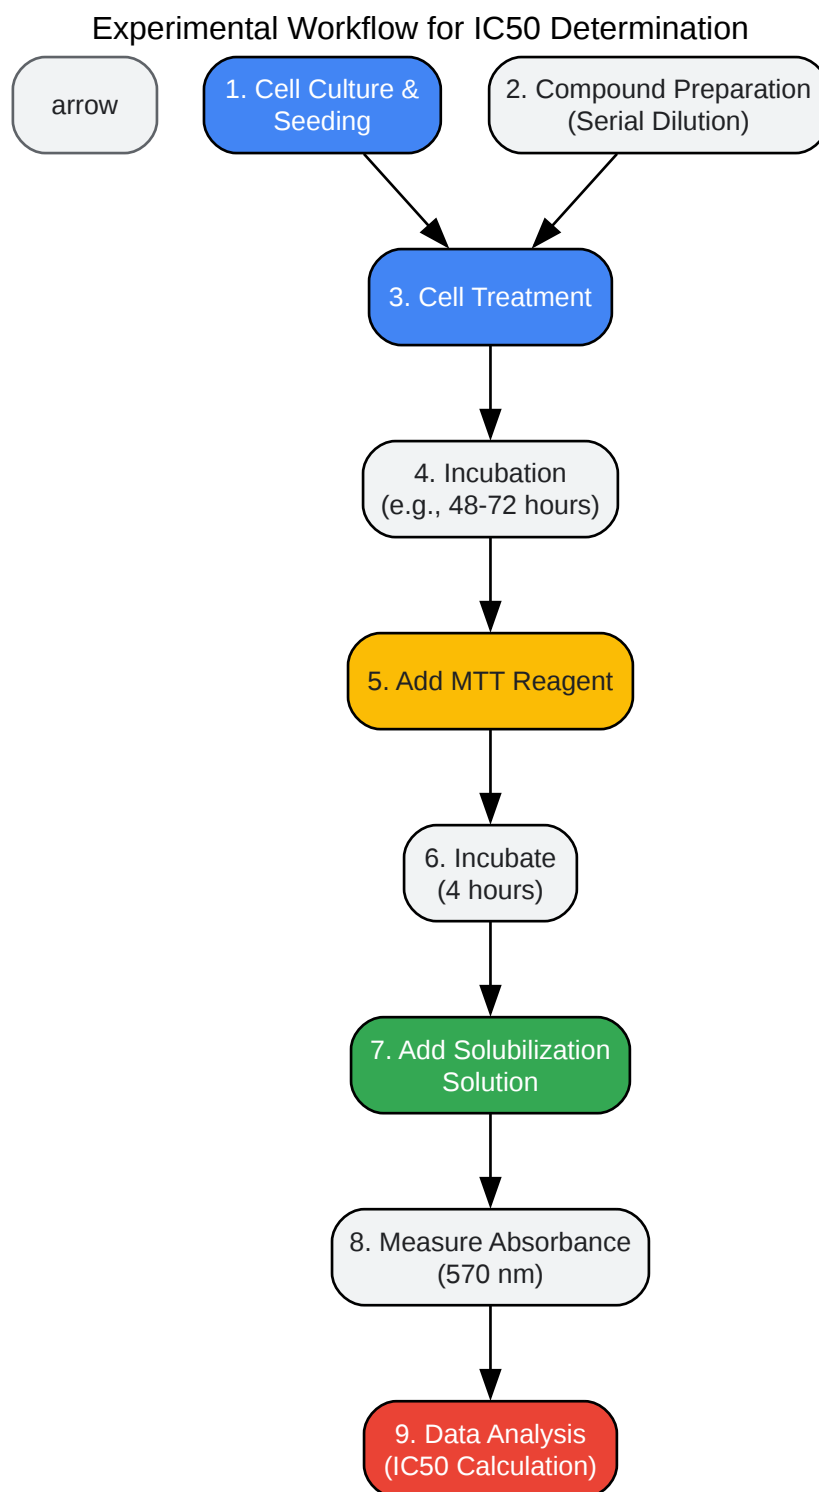 Experimental Workflow for IC50 Determination
arrow
1. Cell Culture &
Seeding
2. Compound Preparation
(Serial Dilution)
3. Cell Treatment
4. Incubation
(e.g., 48-72 hours)
5. Add MTT Reagent
6. Incubate
(4 hours)
7. Add Solubilization
Solution
8. Measure Absorbance
(570 nm)
9. Data Analysis
(IC50 Calculation)